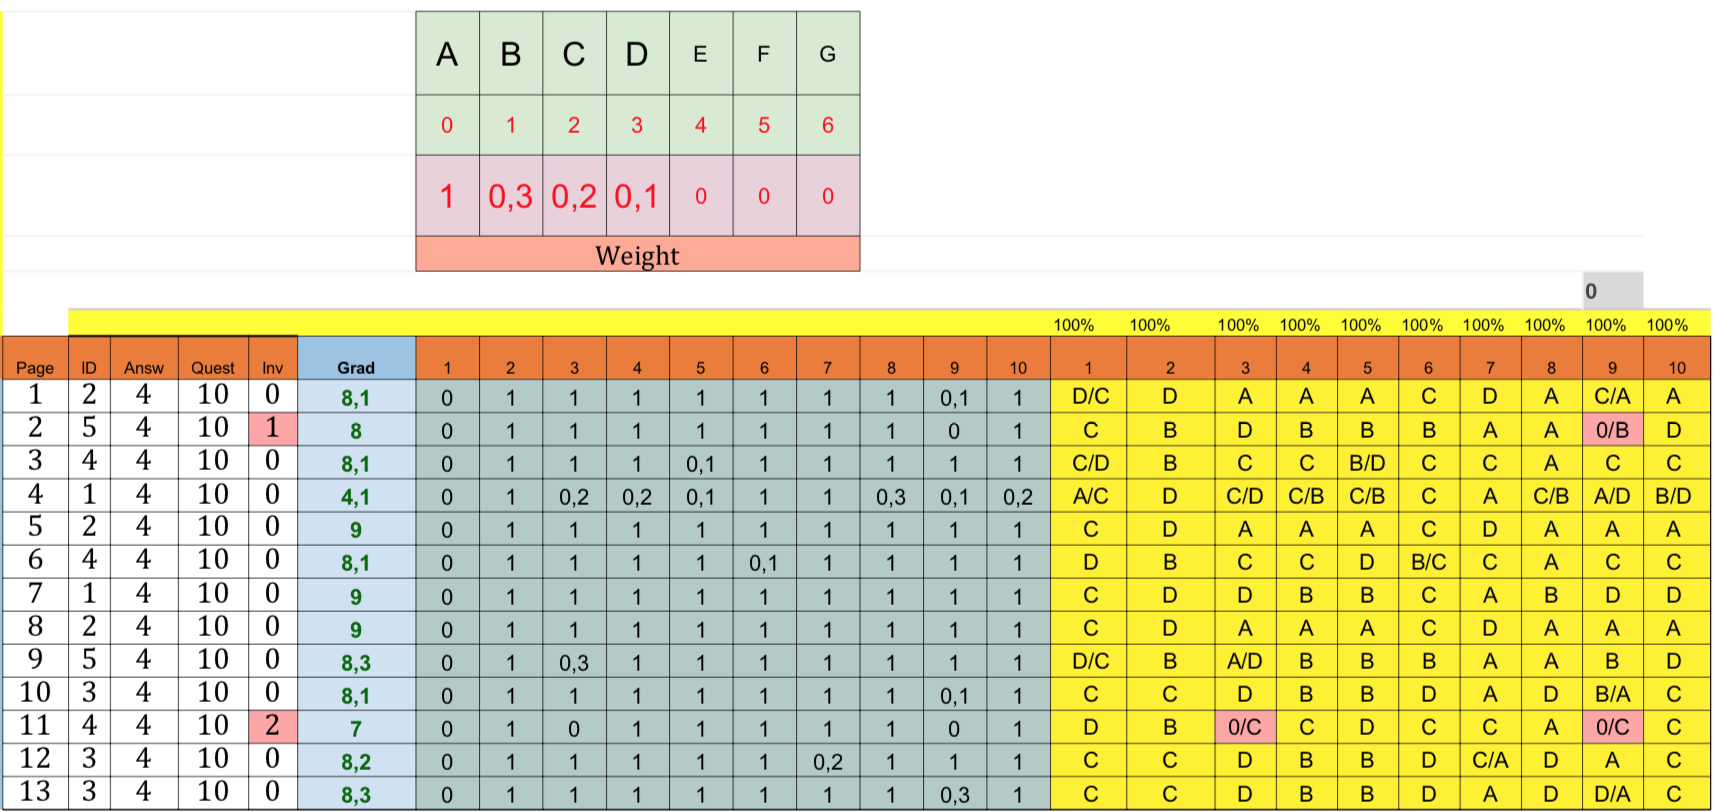 A B C D E F G
0 1 2 3 4 5 6
1 0,3 0,2 0,1 0 0 0
Weight
0
100% 100% 100% 100% 100% 100% 100% 100% 100% 100%
Page ID Answ Quest Inv Grad 1 2 3 4 5 6 7 8 9 10 1 2 3 4 5 6 7 8 9 10
1 2 4 10 0 8,1 0 1 1 1 1 1 1 1 0,1 1 D/C D A A A C D A C/A A
2 5 4 10 1 8 0 1 1 1 1 1 1 1 0 1 C B D B B B A A 0/B D
3 4 4 10 0 8,1 0 1 1 1 0,1 1 1 1 1 1 C/D B C C B/D C C A C C
4 1 4 10 0 4,1 0 1 0,2 0,2 0,1 1 1 0,3 0,1 0,2 A/C D C/D C/B C/B C A C/B A/D B/D
5 2 4 10 0 9 0 1 1 1 1 1 1 1 1 1 C D A A A C D A A A
6 4 4 10 0 8,1 0 1 1 1 1 0,1 1 1 1 1 D B C C D B/C C A C C
7 1 4 10 0 9 0 1 1 1 1 1 1 1 1 1 C D D B B C A B D D
8 2 4 10 0 9 0 1 1 1 1 1 1 1 1 1 C D A A A C D A A A
9 5 4 10 0 8,3 0 1 0,3 1 1 1 1 1 1 1 D/C B A/D B B B A A B D
10 3 4 10 0 8,1 0 1 1 1 1 1 1 1 0,1 1 C C D B B D A D B/A C
11 4 4 10 2 7 0 1 0 1 1 1 1 1 0 1 D B 0/C C D C C A 0/C C
12 3 4 10 0 8,2 0 1 1 1 1 1 0,2 1 1 1 C C D B B D C/A D A C
13 3 4 10 0 8,3 0 1 1 1 1 1 1 1 0,3 1 C C D B B D A D D/A C